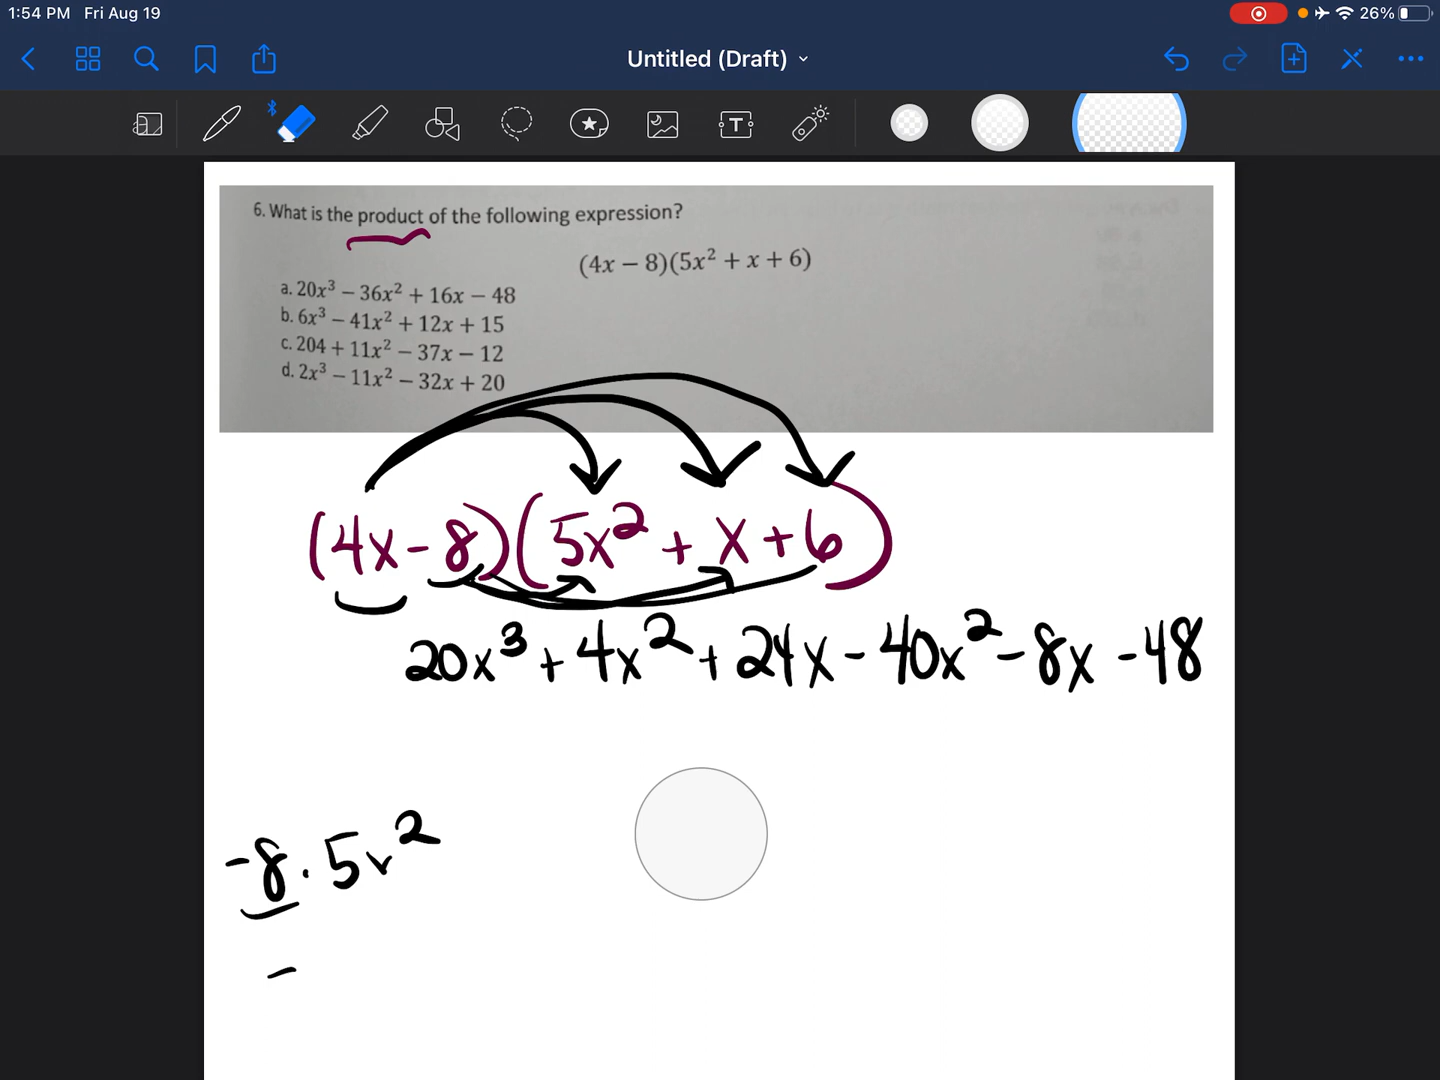 1:54 PM Fri Aug 19
26%
Untitled (Draft)
6. What is the product of the following expression?
(4x − 8)(5x² + x + 6)
a. 20x³ − 36x² + 16x − 48
b. 6x³ − 41x² + 12x + 15
c. 204 + 11x² − 37x − 12
d. 2x³ − 11x² − 32x + 20
(4x-8)(5x² + x+6)
20x³ + 4x² + 24x - 40x² - 8x - 48
-8 · 5x²
-